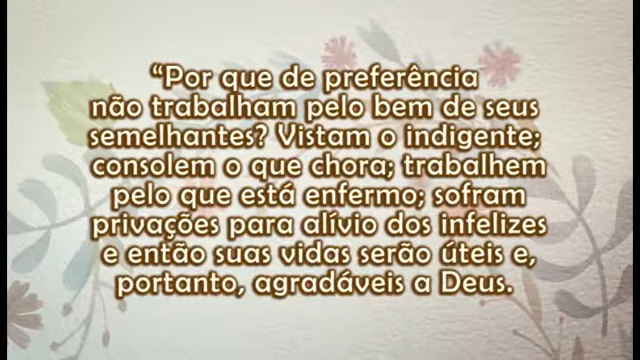 “Por que de preferência
não trabalham pelo bem de seus
semelhantes? Vistam o indigente;
consolem o que chora; trabalhem
pelo que está enfermo; sofram
privações para alívio dos infelizes
e então suas vidas serão úteis e,
portanto, agradáveis a Deus.